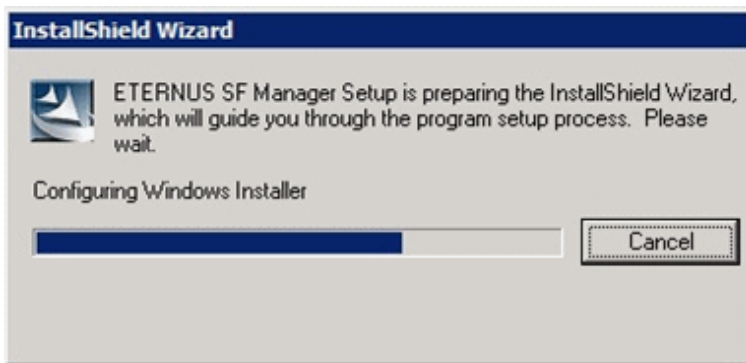 InstallShield Wizard
ETERNUS SF Manager Setup is preparing the InstallShield Wizard,
which will guide you through the program setup process.  Please
wait.
Configuring Windows Installer
Cancel